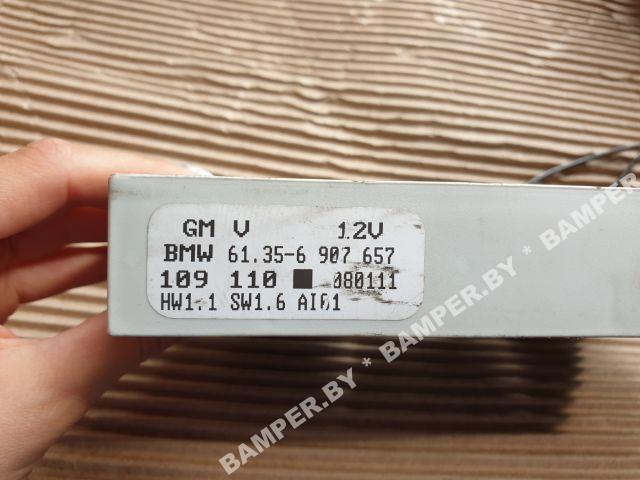 GM V 12V
BMW 61.35-6 907 657
109 110 ■ 080111
HW1.1 SW1.6 AI01
BAMPER.BY * BAMPER.BY * BAMPER.BY